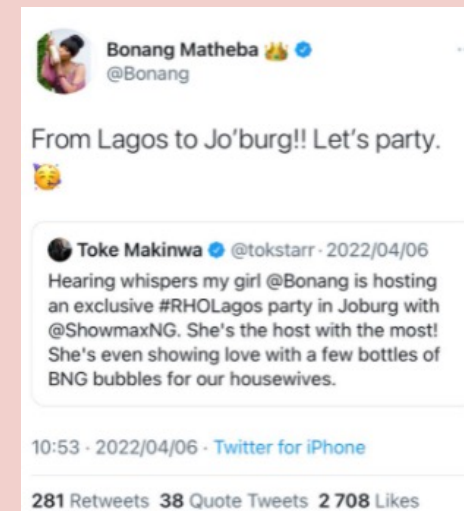 Bonang Matheba 👑
@Bonang
From Lagos to Jo'burg!! Let's party.
🥳
Toke Makinwa @tokstarr · 2022/04/06
Hearing whispers my girl @Bonang is hosting
an exclusive #RHOLagos party in Joburg with
@ShowmaxNG. She's the host with the most!
She's even showing love with a few bottles of
BNG bubbles for our housewives.
10:53 · 2022/04/06 · Twitter for iPhone
281 Retweets 38 Quote Tweets 2 708 Likes